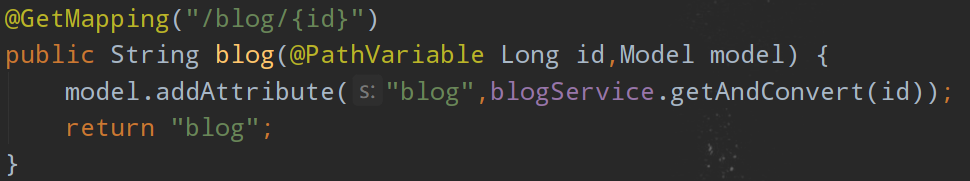 @GetMapping("/blog/{id}")
public String blog(@PathVariable Long id,Model model) {
    model.addAttribute( s: "blog",blogService.getAndConvert(id));
    return "blog";
}